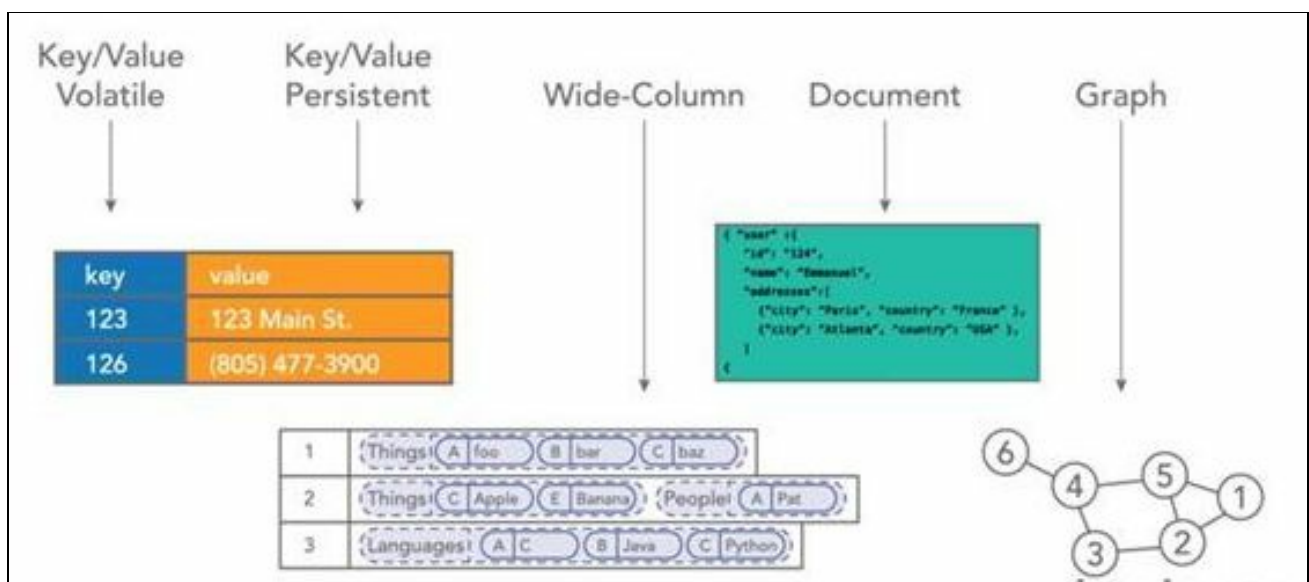 Key/Value
Volatile
Key/Value
Persistent
Wide-Column
Document
Graph
key value
123 123 Main St.
126 (805) 477-3900
{ "user" :{
"id": "124",
"name": "Emmanuel",
"addresses":[
{"city": "Paris", "country": "France" },
{"city": "Atlanta", "country": "USA" },
]
{
1 Things A foo B bar C baz
2 Things C Apple E Banana People A Pat
3 Languages A C B Java C Python
6
4
5
1
3
2